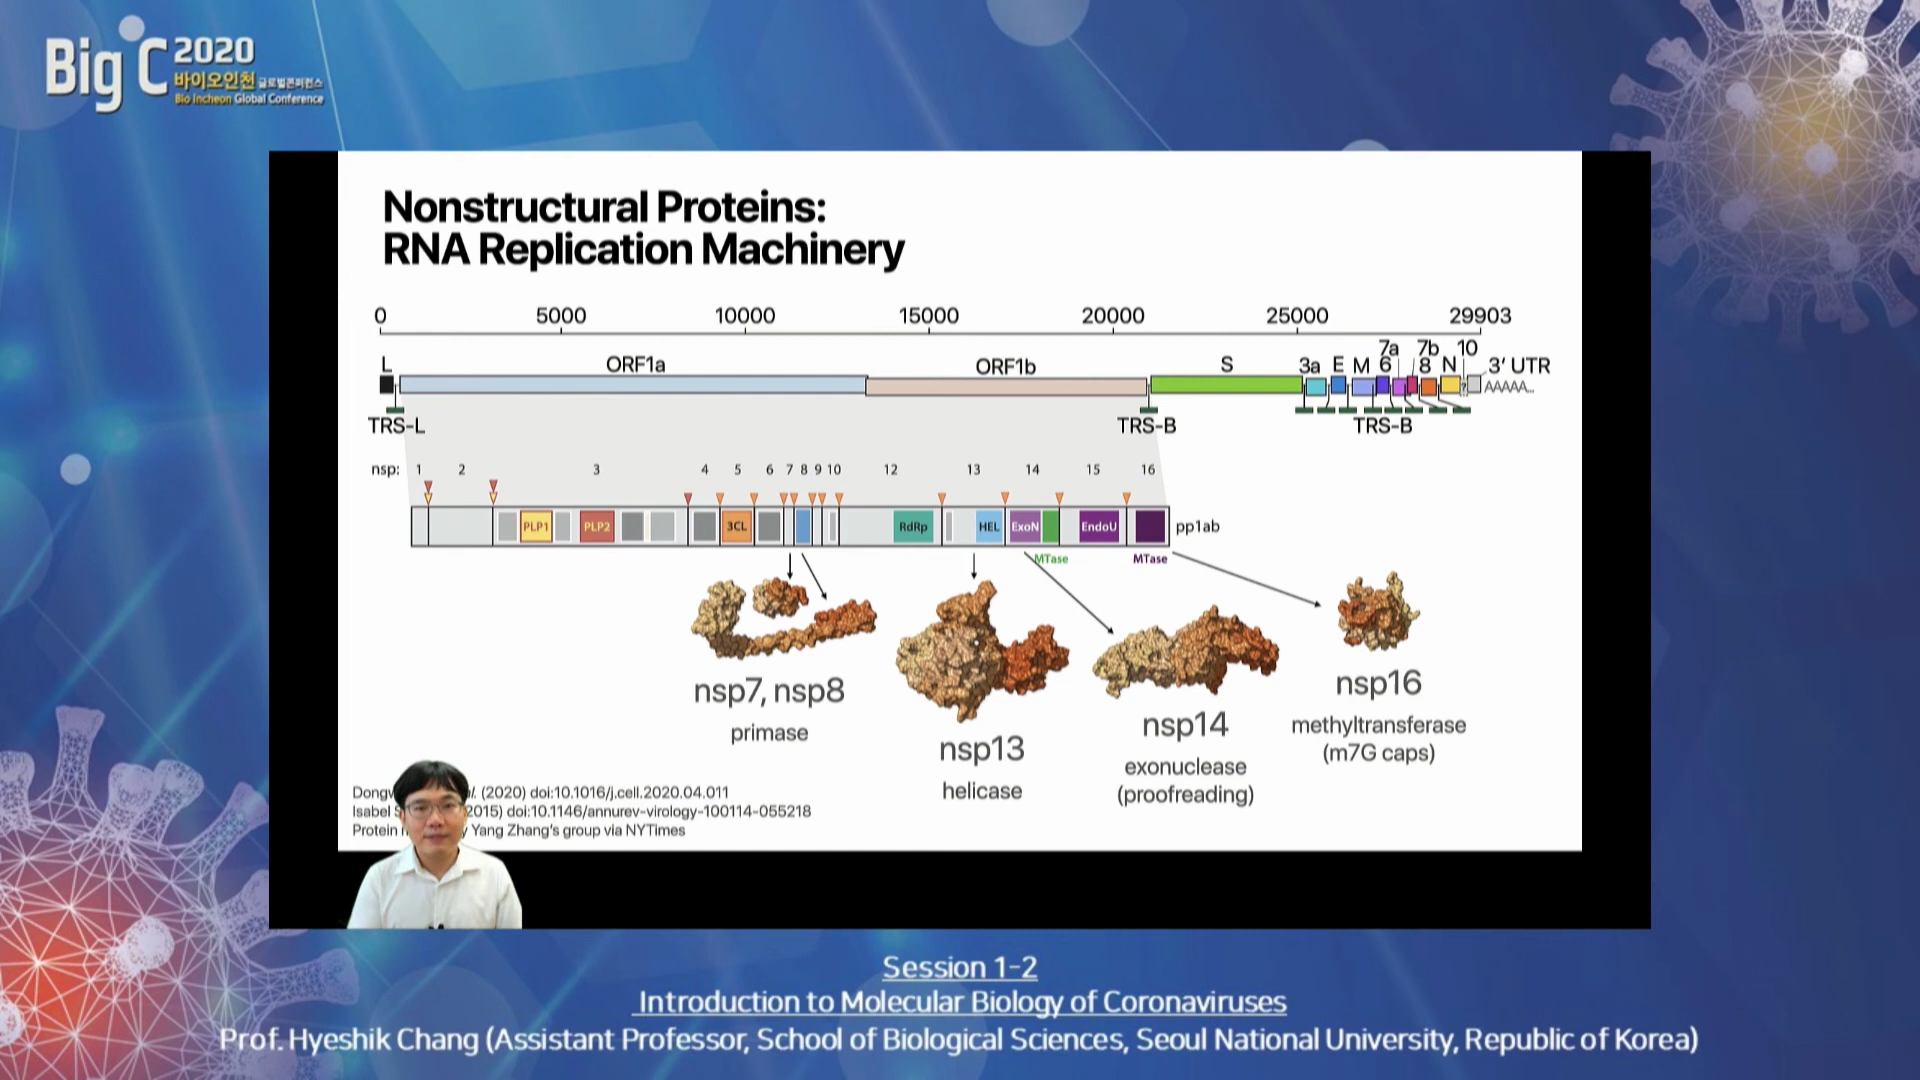 Big C 2020
바이오인천 글로벌콘퍼런스
Bio Incheon Global Conference
Nonstructural Proteins:
RNA Replication Machinery
0 5000 10000 15000 20000 25000 29903
7a 7b 10
L ORF1a ORF1b S 3a E M 6 8 N 3′ UTR
? AAAAA...
TRS-L TRS-B TRS-B
nsp: 1 2 3 4 5 6 7 8 9 10 12 13 14 15 16
PLP1 PLP2 3CL RdRp HEL ExoN EndoU pp1ab
MTase MTase
nsp7, nsp8
primase
nsp13
helicase
nsp14
exonuclease
(proofreading)
nsp16
methyltransferase
(m7G caps)
(2020) doi:10.1016/j.cell.2020.04.011
Isabel 2015) doi:10.1146/annurev-virology-100114-055218
Protein Yang Zhang's group via NYTimes
Session 1-2
Introduction to Molecular Biology of Coronaviruses
Prof. Hyeshik Chang (Assistant Professor, School of Biological Sciences, Seoul National University, Republic of Korea)